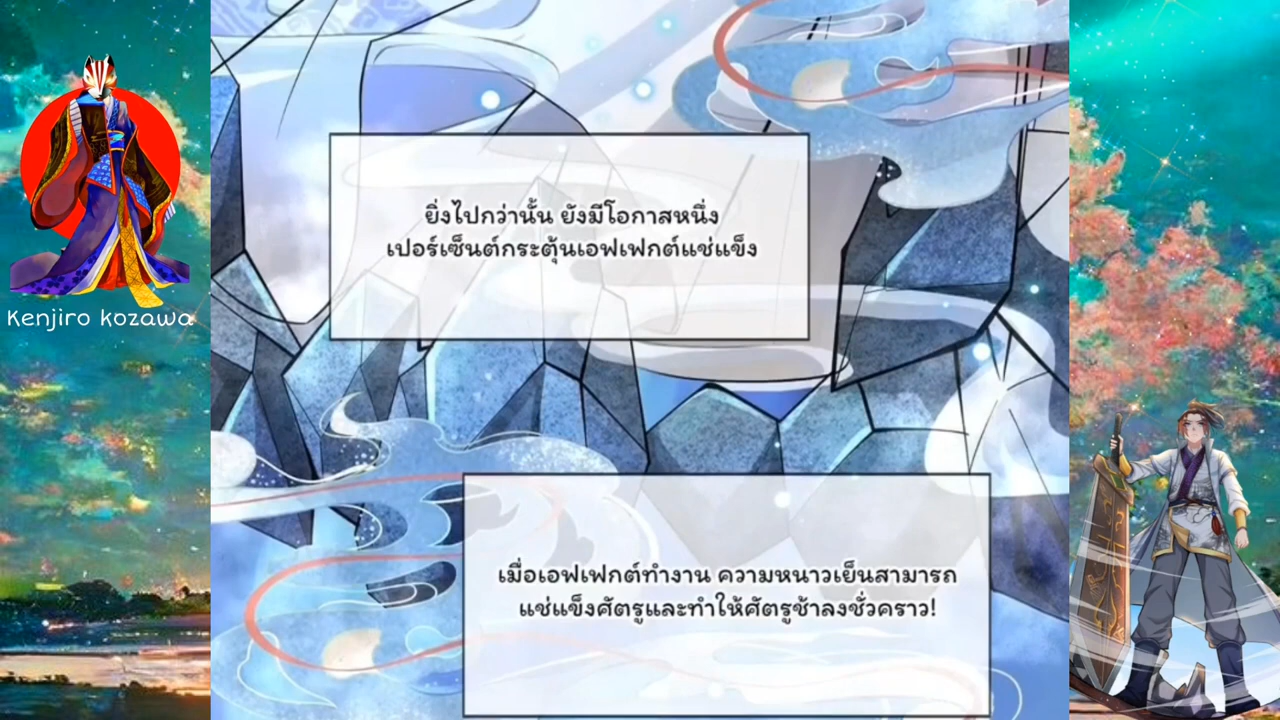 Kenjiro kozawa
ยิ่งไปกว่านั้น ยังมีโอกาสหนึ่ง
เปอร์เซ็นต์กระตุ้นเอฟเฟกต์แช่แข็ง
เมื่อเอฟเฟกต์ทำงาน ความหนาวเย็นสามารถ
แช่แข็งศัตรูและทำให้ศัตรูช้าลงชั่วคราว!